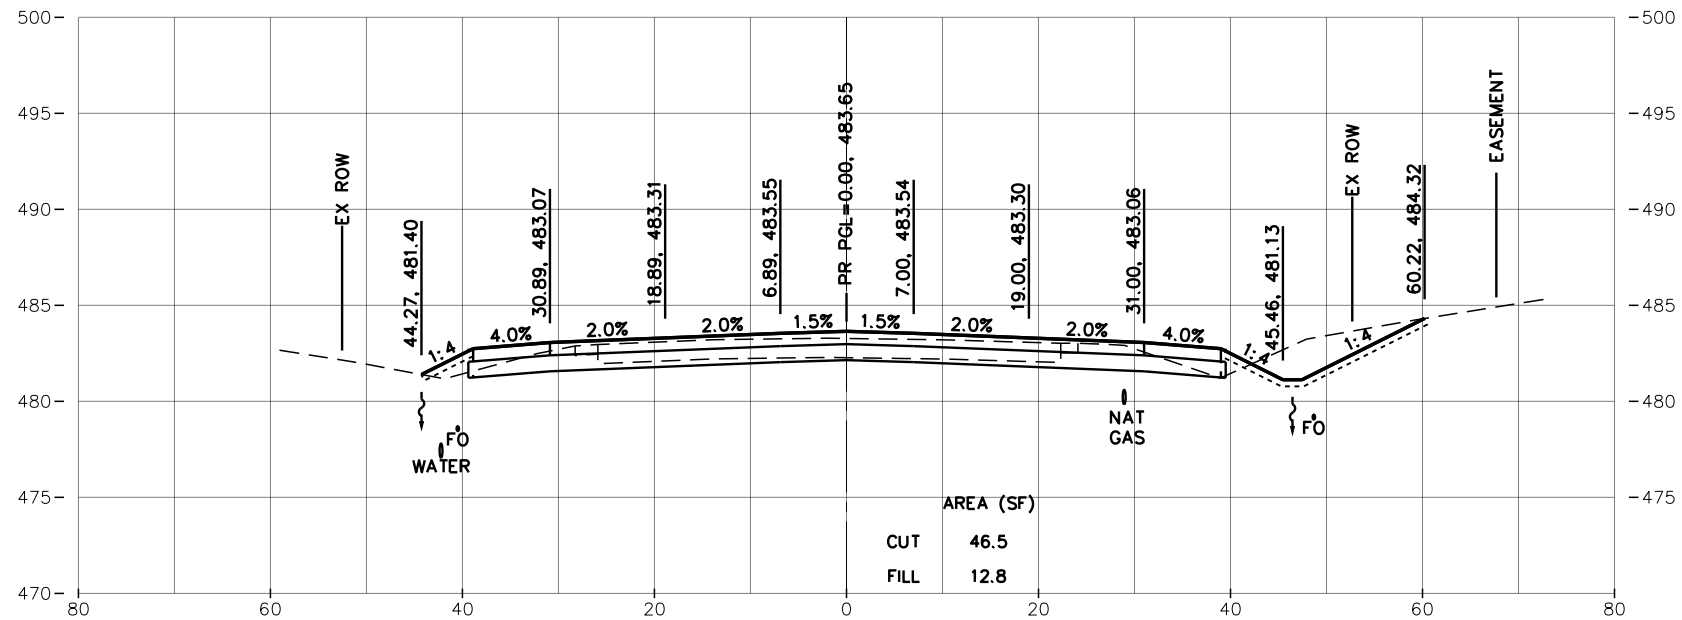 500- -500
495- -495
490- -490
485- -485
480- -480
475- -475
470-
EX ROW
44.27, 481.40
30.89, 483.07
18.89, 483.31
6.89, 483.55
PR PGL=0.00, 483.65
7.00, 483.54
19.00, 483.30
31.00, 483.06
45.46, 481.13
EX ROW
60.22, 484.32
EASEMENT
1:4 4.0% 2.0% 2.0% 1.5% 1.5% 2.0% 2.0% 4.0% 1:4 1:4
FO
WATER
NAT
GAS
FO
AREA (SF)
CUT 46.5
FILL 12.8
80 60 40 20 0 20 40 60 80